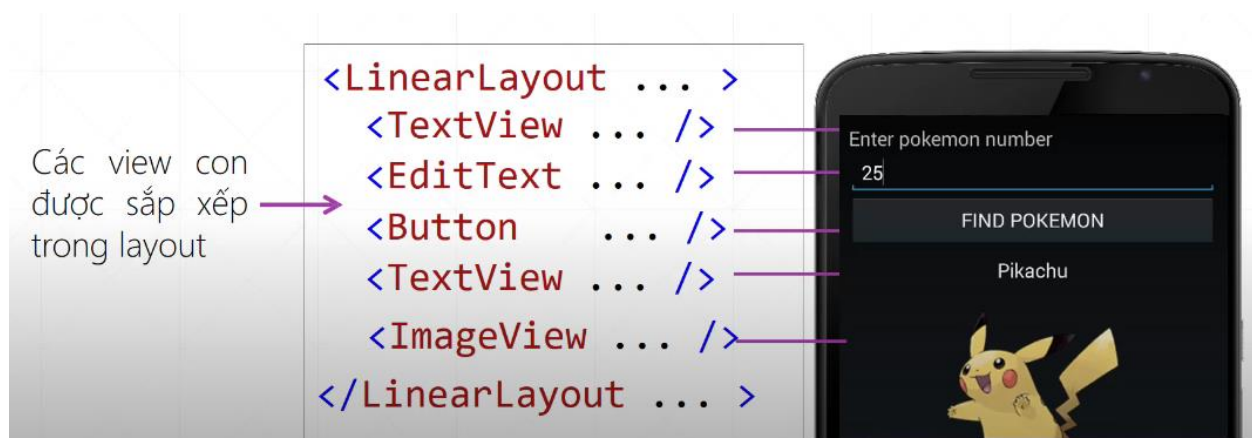 Các view con
được sắp xếp
trong layout
<LinearLayout ... >
<TextView ... />
<EditText ... />
<Button ... />
<TextView ... />
<ImageView ... />
</LinearLayout ... >
Enter pokemon number
25
FIND POKEMON
Pikachu